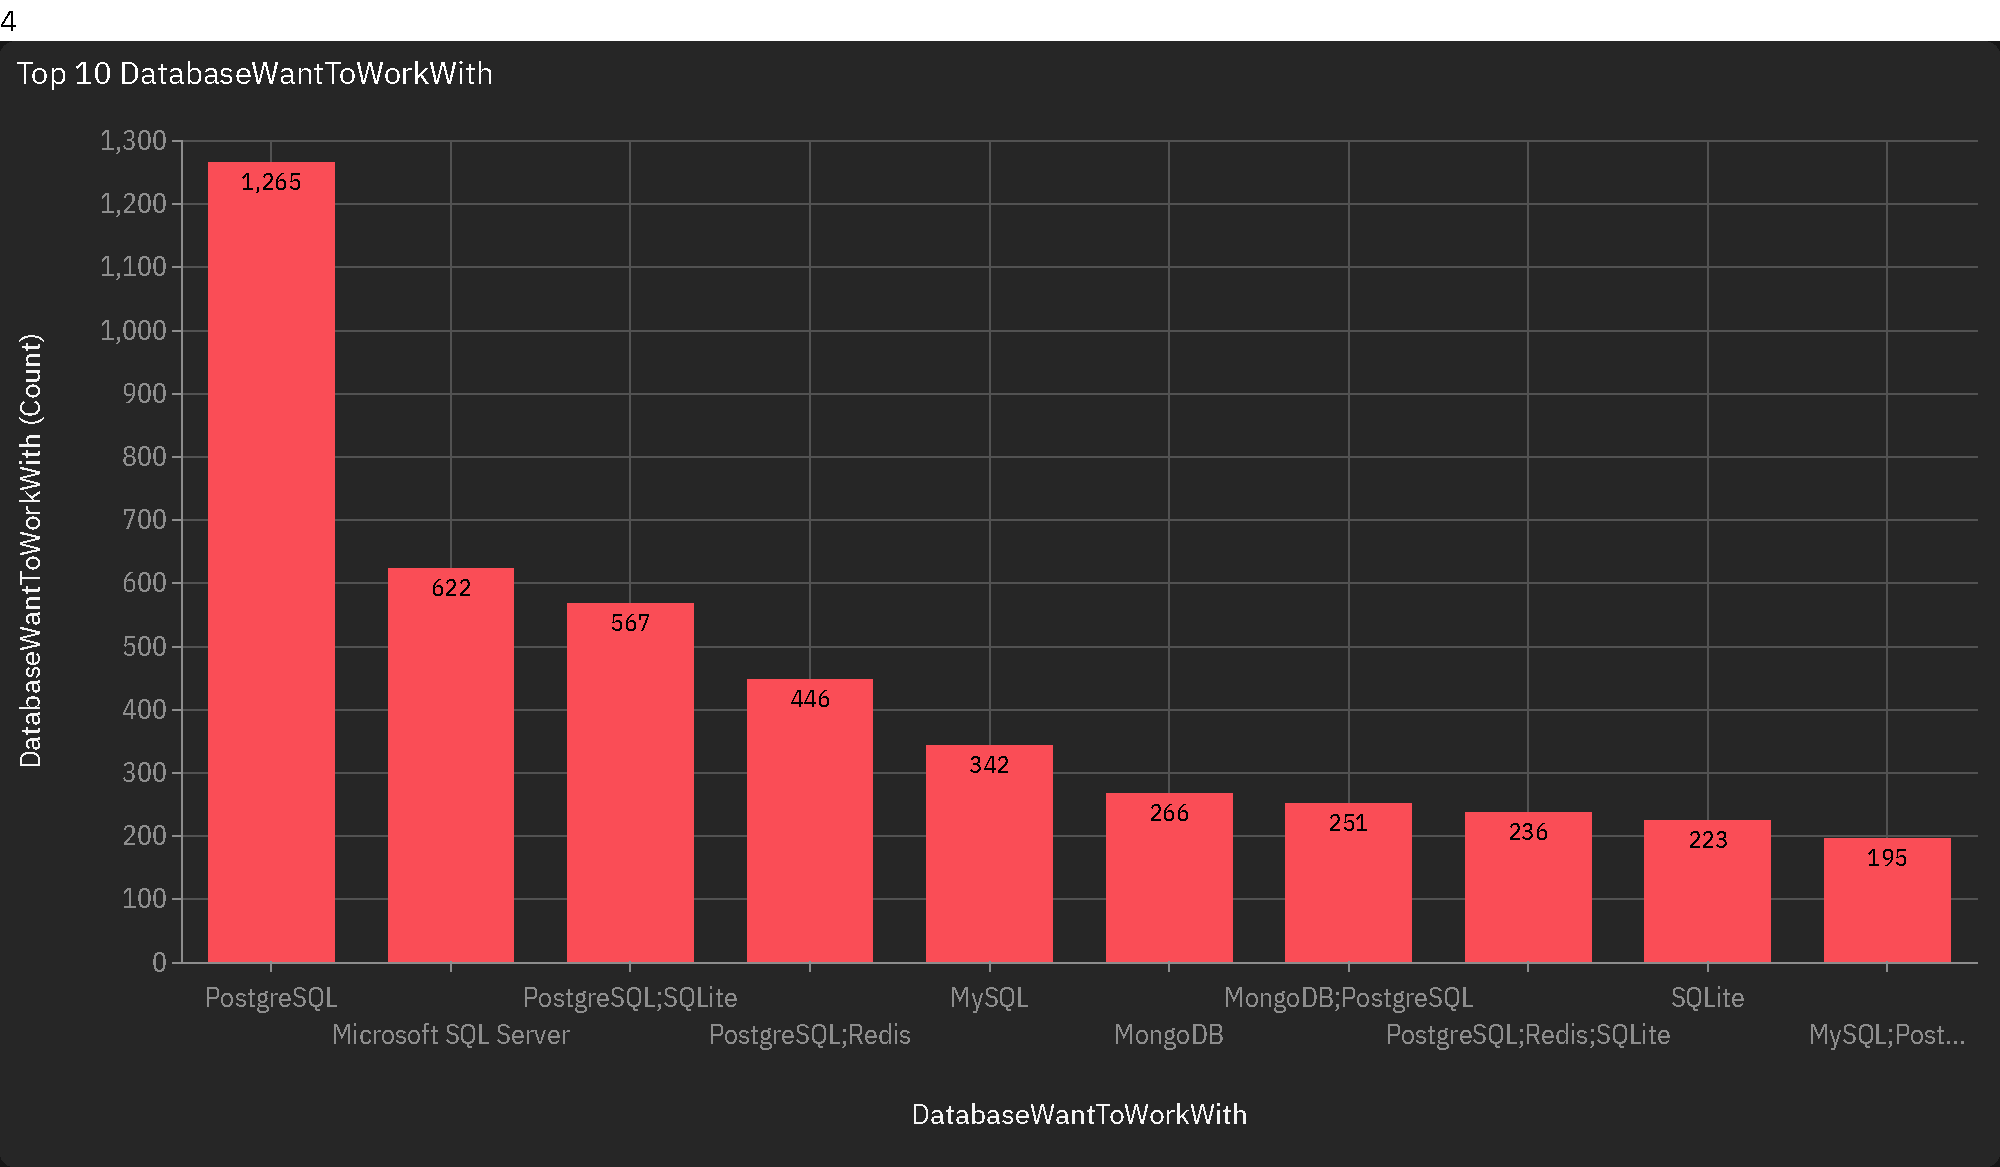 4
Top 10 DatabaseWantToWorkWith
DatabaseWantToWorkWith (Count)
1,300
1,200
1,100
1,000
900
800
700
600
500
400
300
200
100
0
1,265
622
567
446
342
266
251
236
223
195
PostgreSQL
Microsoft SQL Server
PostgreSQL;SQLite
PostgreSQL;Redis
MySQL
MongoDB
MongoDB;PostgreSQL
PostgreSQL;Redis;SQLite
SQLite
MySQL;Post...
DatabaseWantToWorkWith